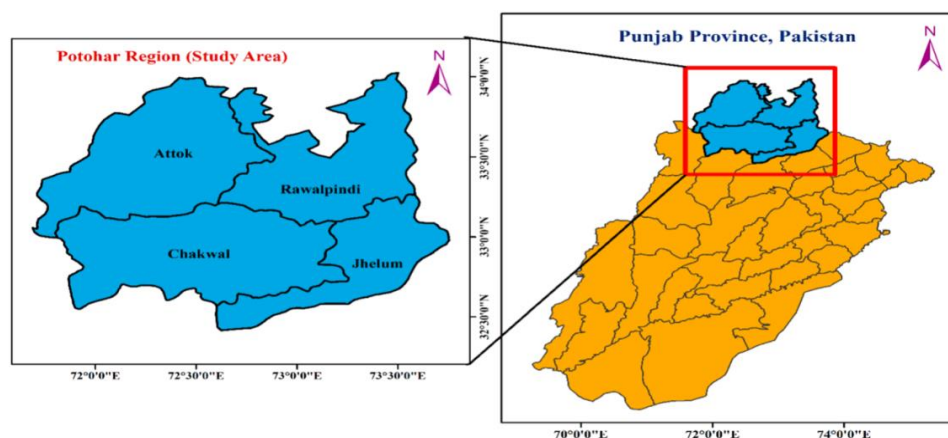 Potohar Region (Study Area)
N
Attok
Rawalpindi
Chakwal
Jhelum
34°0'0"N
33°30'0"N
33°0'0"N
32°30'0"N
72°0'0"E
72°30'0"E
73°0'0"E
73°30'0"E
Punjab Province, Pakistan
N
70°0'0"E
72°0'0"E
74°0'0"E